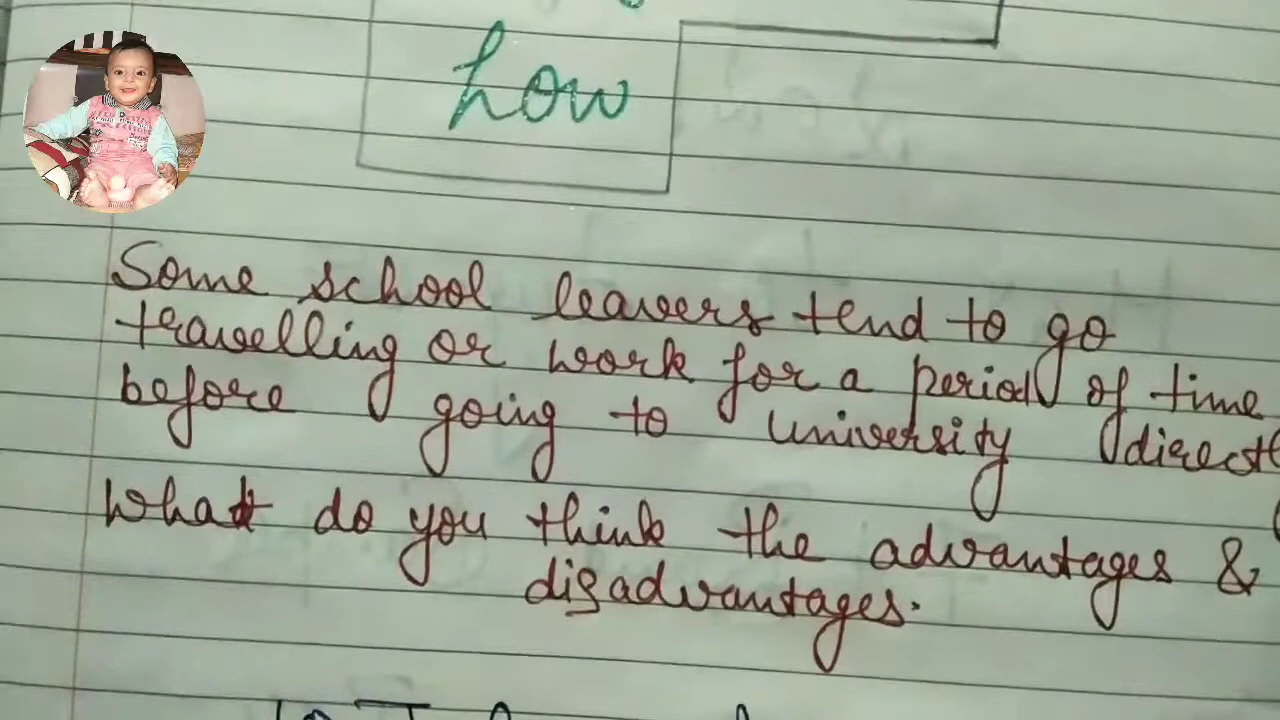 how
Some school leavers tend to go
travelling or work for a period of time
before going to university
What do you think the advantages &
disadvantages.